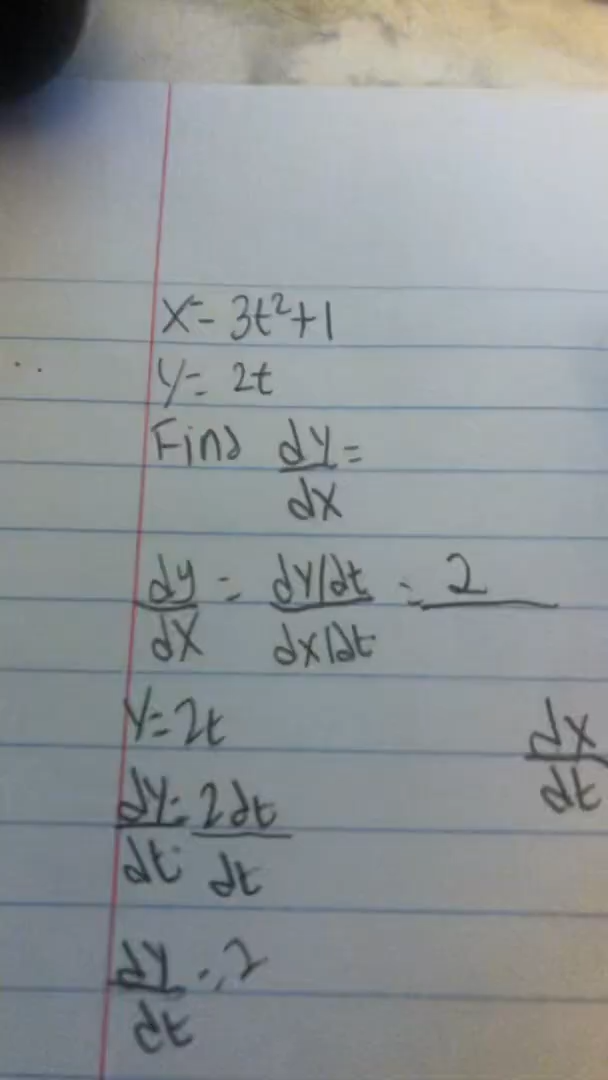 x = 3t²+1
y = 2t
Find dy/dx =
dy/dx = (dy/dt)/(dx/dt) = 2/
y = 2t
dy/dt = 2dt/dt
dy/dt = 2
dx/dt